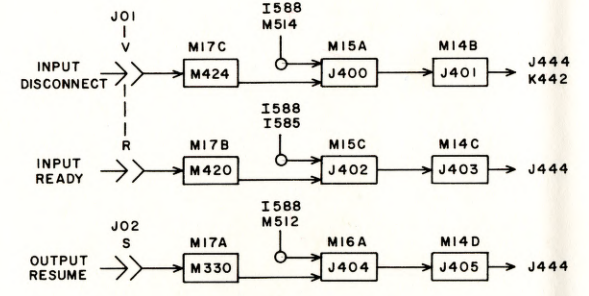 J01
V
INPUT
DISCONNECT
M17C
M424
I588
M514
M15A
J400
M14B
J401
J444
K442
R
INPUT
READY
M17B
M420
I588
I585
M15C
J402
M14C
J403
J444
J02
S
OUTPUT
RESUME
M17A
M330
I588
M512
M16A
J404
M14D
J405
J444